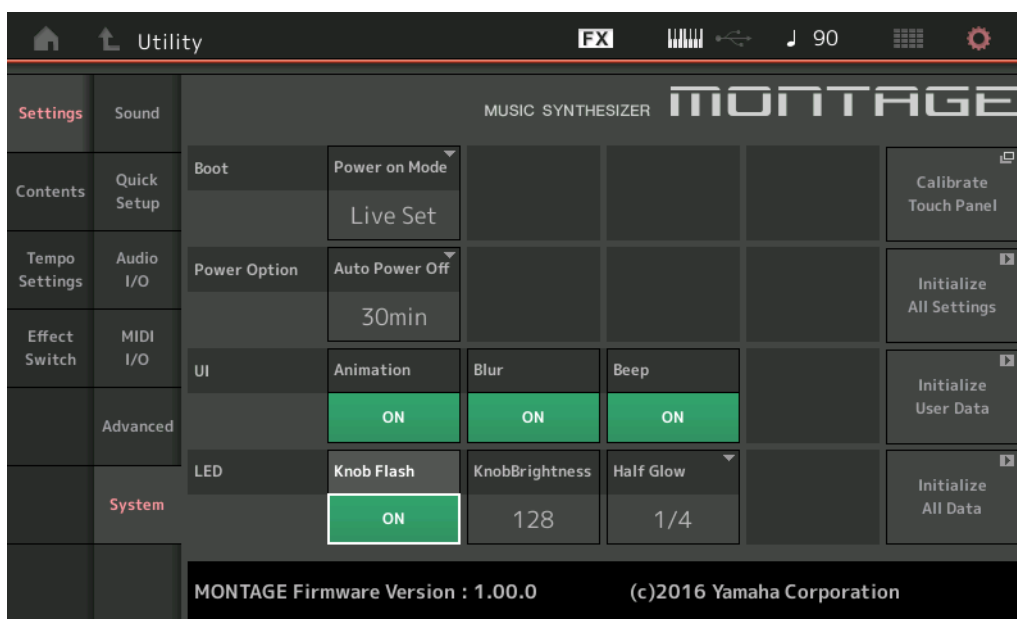 Utility
FX
90
Settings
Sound
MUSIC SYNTHESIZER MONTAGE
Contents
Quick
Setup
Boot
Power on Mode
Live Set
Calibrate
Touch Panel
Tempo
Settings
Audio
I/O
Power Option
Auto Power Off
30min
Initialize
All Settings
Effect
Switch
MIDI
I/O
UI
Animation
ON
Blur
ON
Beep
ON
Initialize
User Data
Advanced
LED
Knob Flash
ON
KnobBrightness
128
Half Glow
1/4
Initialize
All Data
System
MONTAGE Firmware Version : 1.00.0
(c)2016 Yamaha Corporation